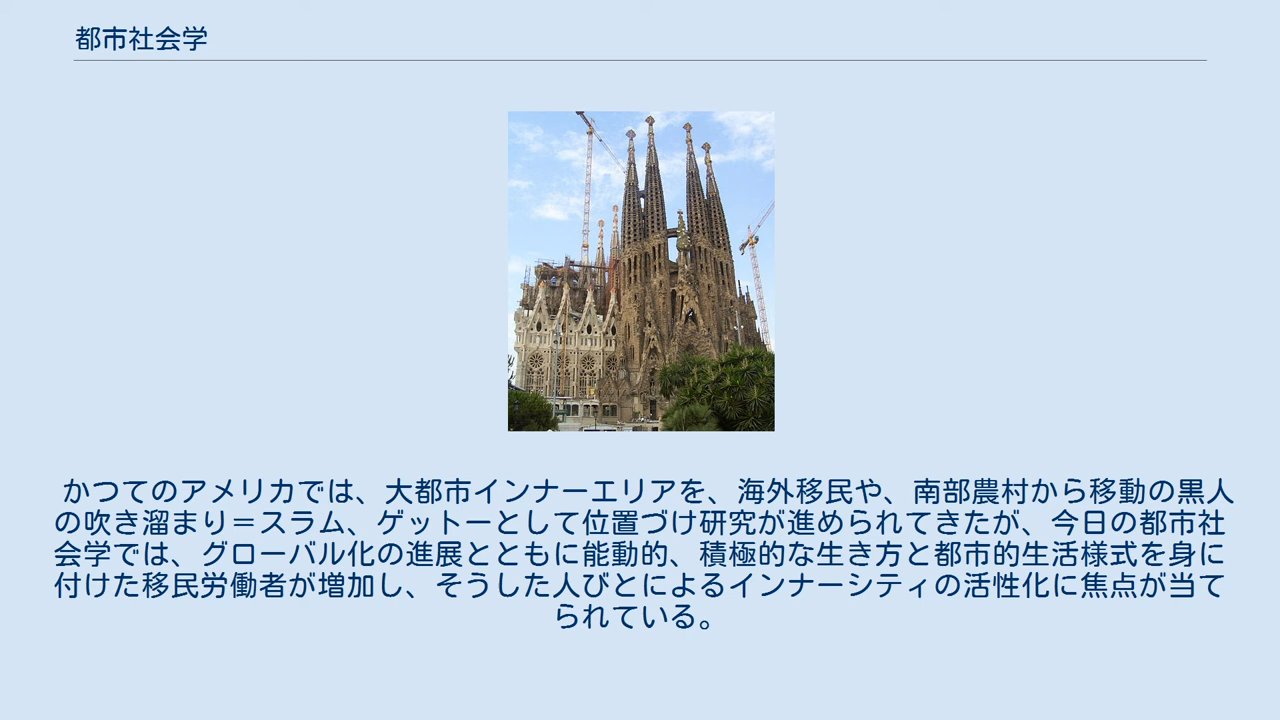 都市社会学
かつてのアメリカでは、大都市インナーエリアを、海外移民や、南部農村から移動の黒人
の吹き溜まり＝スラム、ゲットーとして位置づけ研究が進められてきたが、今日の都市社
会学では、グローバル化の進展とともに能動的、積極的な生き方と都市的生活様式を身に
付けた移民労働者が増加し、そうした人びとによるインナーシティの活性化に焦点が当て
られている。